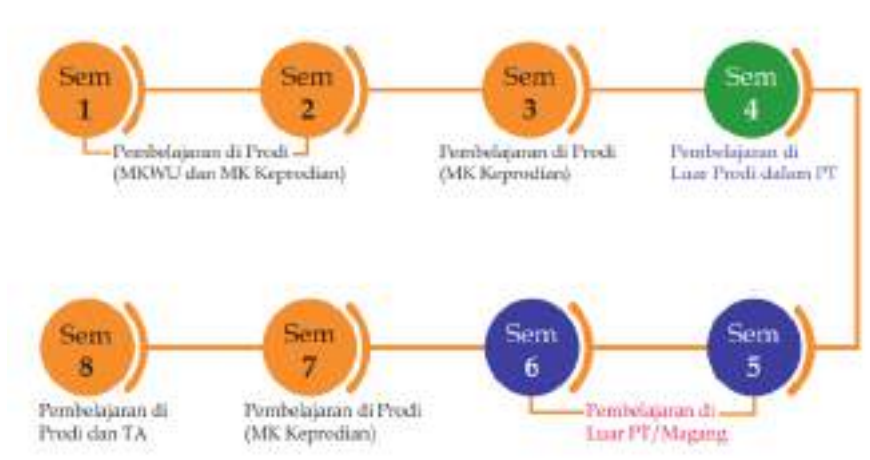 Sem
1
Sem
2
Sem
3
Sem
4
Pembelajaran di Prodi
(MKWU dan MK Keprodian)
Pembelajaran di Prodi
(MK Keprodian)
Pembelajaran di
Luar Prodi dalam PT
Sem
8
Sem
7
Sem
6
Sem
5
Pembelajaran di
Prodi dan TA
Pembelajaran di Prodi
(MK Keprodian)
Pembelajaran di
Luar PT/Magang